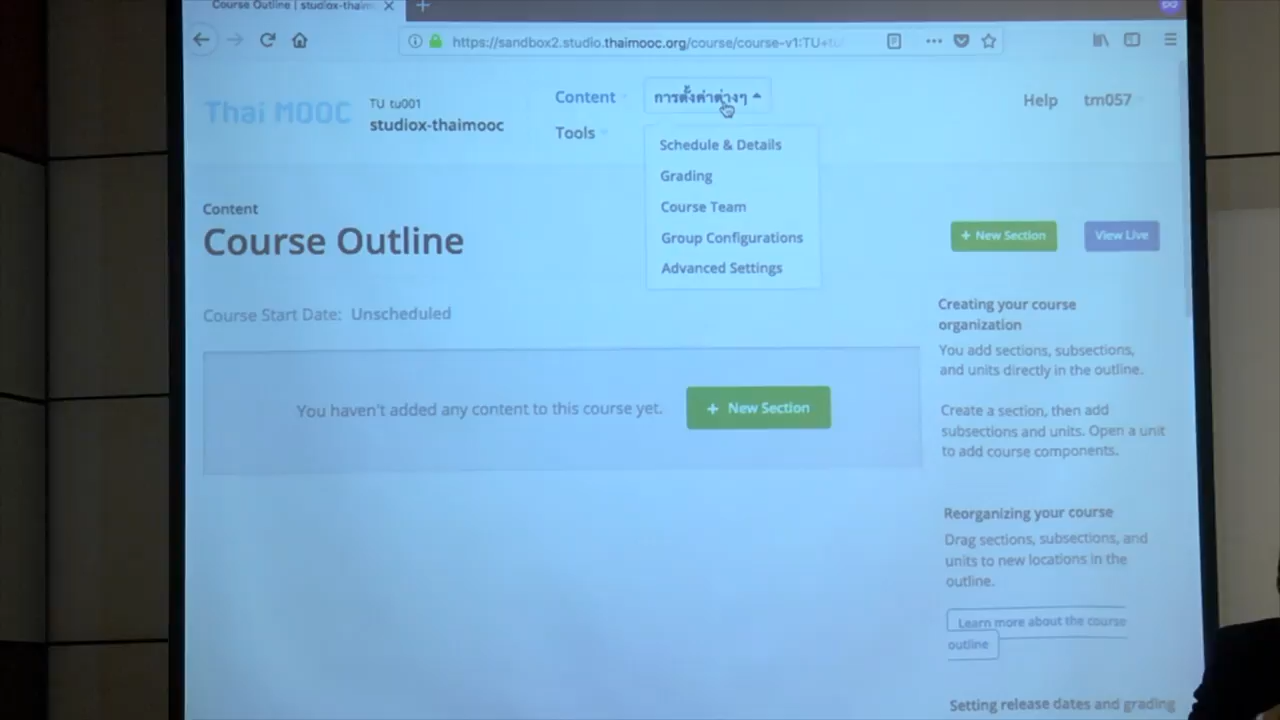 Course Outline | studiox-thaim
https://sandbox2.studio.thaimooc.org/course/course-v1:TU+tu
Thai MOOC
TU tu001
studiox-thaimooc
Content
การตั้งค่าต่างๆ
Tools
Help
tm057
Schedule & Details
Grading
Course Team
Group Configurations
Advanced Settings
Content
Course Outline
+ New Section
View Live
Course Start Date: Unscheduled
You haven't added any content to this course yet.
+ New Section
Creating your course
organization
You add sections, subsections,
and units directly in the outline.
Create a section, then add
subsections and units. Open a unit
to add course components.
Reorganizing your course
Drag sections, subsections, and
units to new locations in the
outline.
Learn more about the course
outline
Setting release dates and grading